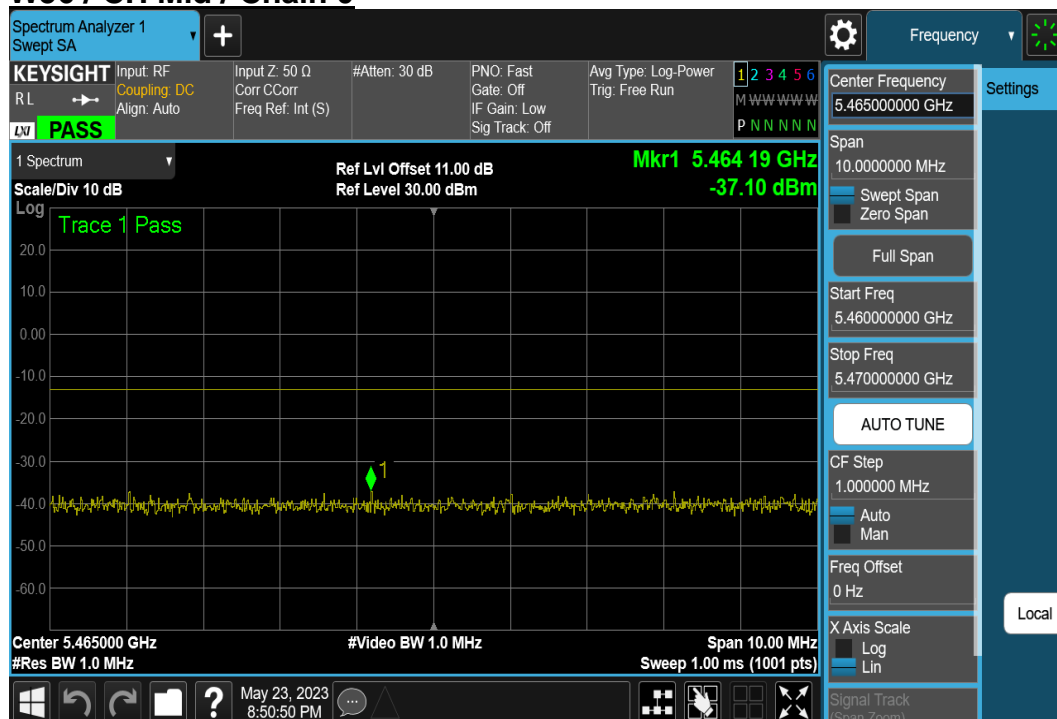 Spectrum Analyzer 1
Swept SA
+
Frequency
KEYSIGHT
RL
LXI PASS
Input: RF
Coupling: DC
Align: Auto
Input Z: 50 Ω
Corr CCorr
Freq Ref: Int (S)
#Atten: 30 dB
PNO: Fast
Gate: Off
IF Gain: Low
Sig Track: Off
Avg Type: Log-Power
Trig: Free Run
1 2 3 4 5 6
M W W W W W
P N N N N N
1 Spectrum
Scale/Div 10 dB
Ref Lvl Offset 11.00 dB
Ref Level 30.00 dBm
Mkr1 5.464 19 GHz
-37.10 dBm
Log
Trace 1 Pass
20.0
10.0
0.00
-10.0
-20.0
-30.0
-40.0
-50.0
-60.0
1
Center 5.465000 GHz
#Res BW 1.0 MHz
#Video BW 1.0 MHz
Span 10.00 MHz
Sweep 1.00 ms (1001 pts)
?
May 23, 2023
8:50:50 PM
Center Frequency
5.465000000 GHz
Span
10.0000000 MHz
Swept Span
Zero Span
Full Span
Start Freq
5.460000000 GHz
Stop Freq
5.470000000 GHz
AUTO TUNE
CF Step
1.000000 MHz
Auto
Man
Freq Offset
0 Hz
X Axis Scale
Log
Lin
Signal Track
(Span Zoom)
Settings
Local